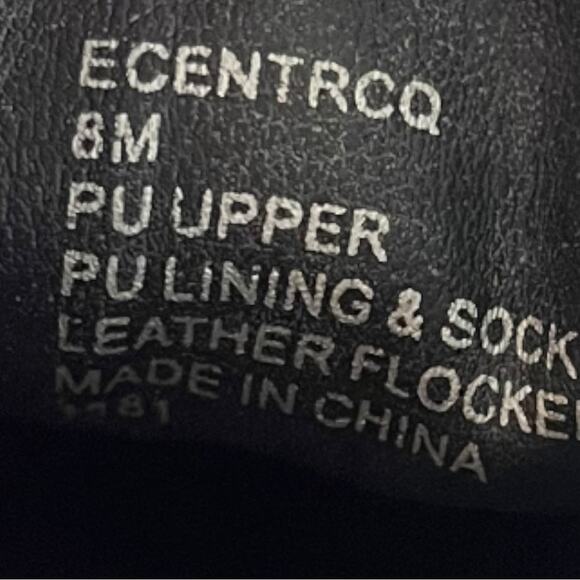 ECENTRCQ
8M
PU UPPER
PU LINING & SOCK
LEATHER FLOCKE
MADE IN CHINA